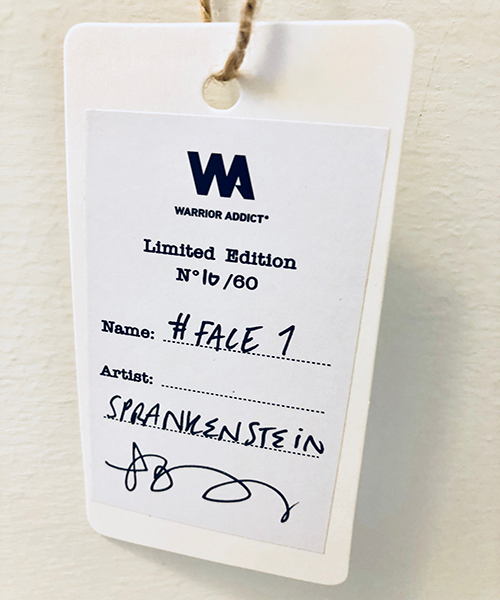 WA
WARRIOR ADDICT®
Limited Edition
N° 16/60
Name: #FACE 1
Artist:
SPRANKENSTEIN